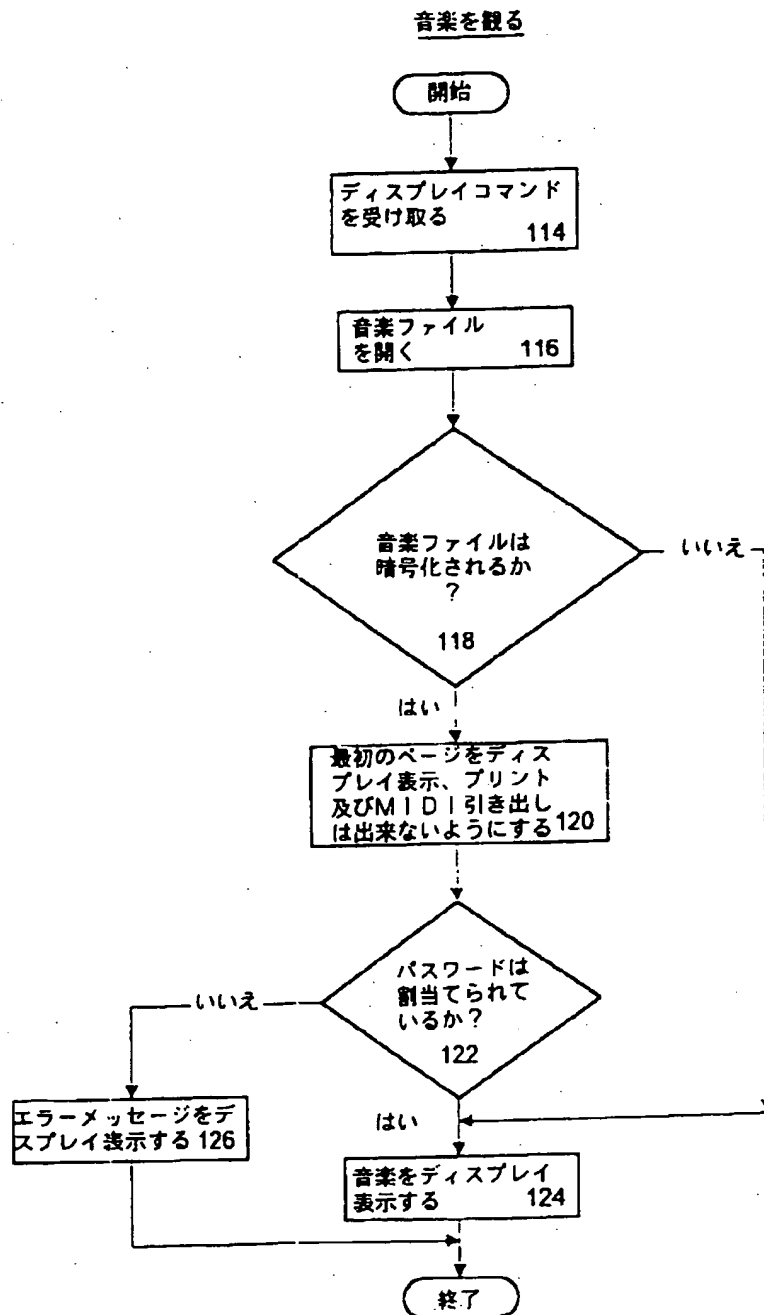 音楽を観る
開始
ディスプレイコマンド
を受け取る
114
音楽ファイル
を開く 116
音楽ファイルは
暗号化されるか
?
118
いいえ
はい
最初のページをディス
プレイ表示、プリント
及びMIDI引き出し
は出来ないようにする 120
パスワードは
割当てられて
いるか?
122
いいえ
はい
エラーメッセージをデ
スプレイ表示する 126
音楽をディスプレイ
表示する 124
終了